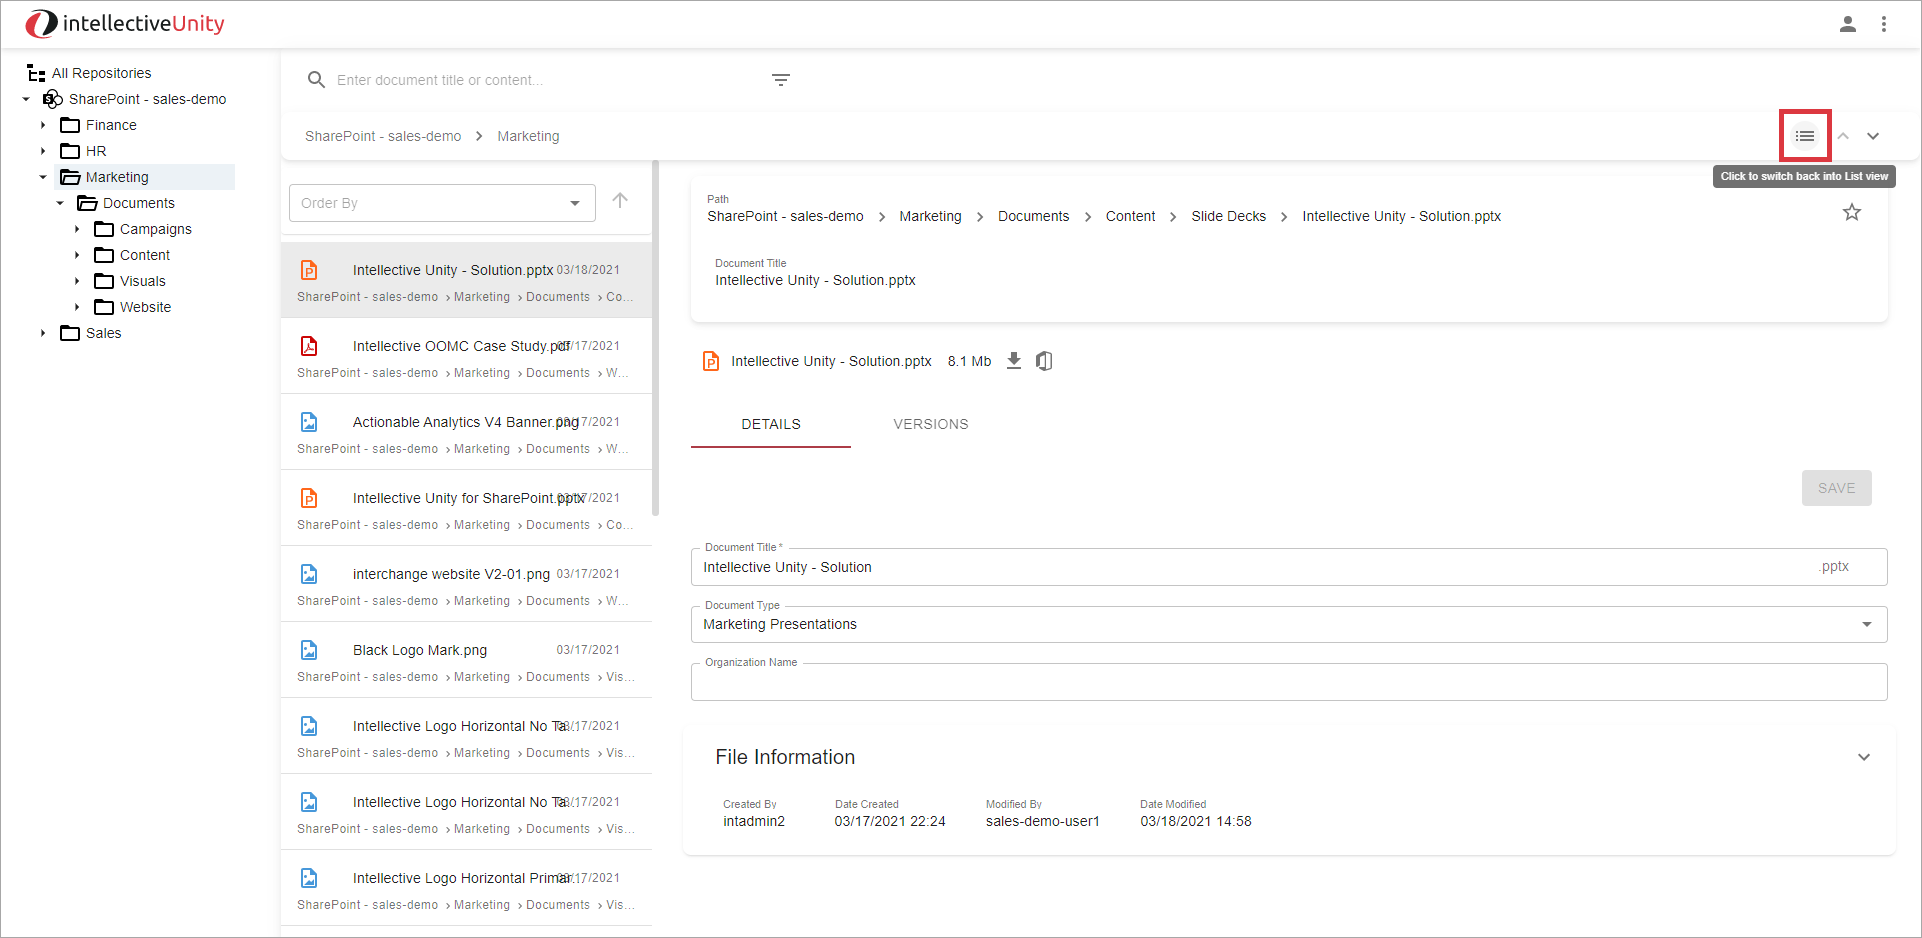 intellectiveUnity
All Repositories
SharePoint - sales-demo
Finance
HR
Marketing
Documents
Campaigns
Content
Visuals
Website
Sales
Enter document title or content...
SharePoint - sales-demo > Marketing
Click to switch back into List view
Order By
Intellective Unity - Solution.pptx 03/18/2021
SharePoint - sales-demo > Marketing > Documents > Co...
Intellective OOMC Case Study.pdf 03/17/2021
SharePoint - sales-demo > Marketing > Documents > W...
Actionable Analytics V4 Banner.png 03/17/2021
SharePoint - sales-demo > Marketing > Documents > W...
Intellective Unity for SharePoint.pptx 03/17/2021
SharePoint - sales-demo > Marketing > Documents > Co...
interchange website V2-01.png 03/17/2021
SharePoint - sales-demo > Marketing > Documents > W...
Black Logo Mark.png 03/17/2021
SharePoint - sales-demo > Marketing > Documents > Vis...
Intellective Logo Horizontal No Ta... 03/17/2021
SharePoint - sales-demo > Marketing > Documents > Vis...
Intellective Logo Horizontal No Ta... 03/17/2021
SharePoint - sales-demo > Marketing > Documents > Vis...
Intellective Logo Horizontal Primar... 03/17/2021
SharePoint - sales-demo > Marketing > Documents > Vis...
Path
SharePoint - sales-demo > Marketing > Documents > Content > Slide Decks > Intellective Unity - Solution.pptx
Document Title
Intellective Unity - Solution.pptx
Intellective Unity - Solution.pptx 8.1 Mb
DETAILS VERSIONS
SAVE
Document Title *
Intellective Unity - Solution .pptx
Document Type
Marketing Presentations
Organization Name
File Information
Created By Date Created Modified By Date Modified
intadmin2 03/17/2021 22:24 sales-demo-user1 03/18/2021 14:58